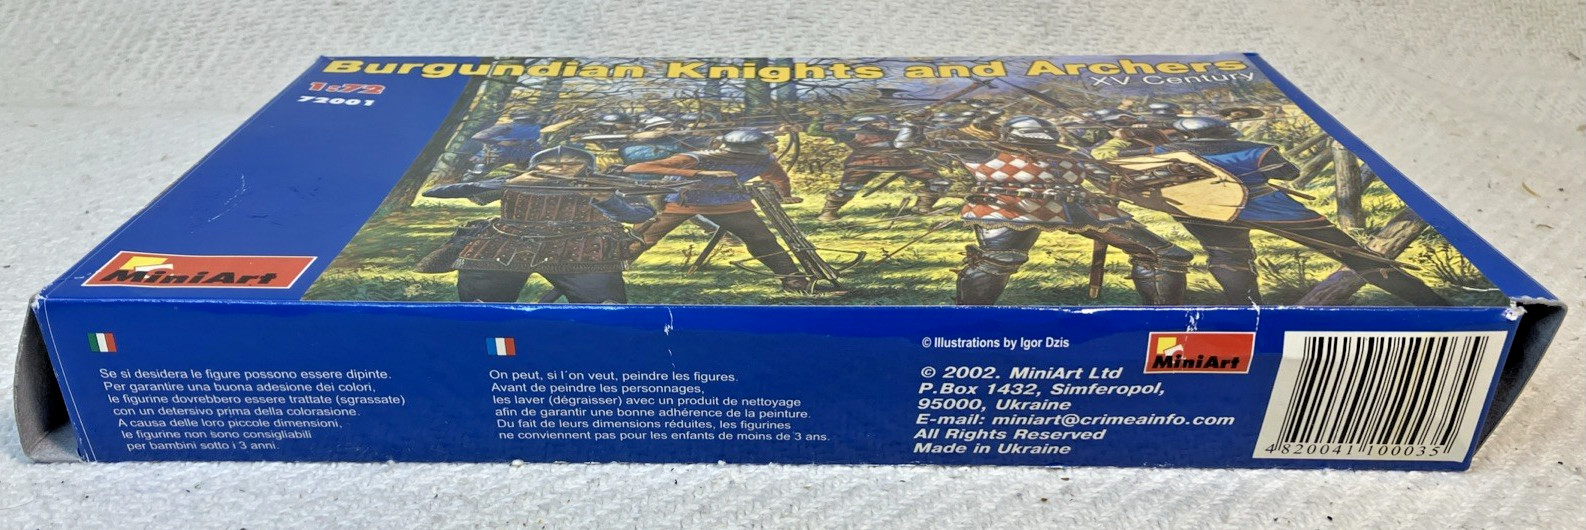 Burgundian Knights and Archers
XV Century
1:72
72001
MiniArt
Se si desidera le figure possono essere dipinte.
Per garantire una buona adesione dei colori,
le figurine dovrebbero essere trattate (sgrassate)
con un detersivo prima della colorasione.
A causa delle loro piccole dimensioni,
le figurine non sono consigliabili
per bambini sotto i 3 anni.
On peut, si l'on veut, peindre les figures.
Avant de peindre les personnages,
les laver (dégraisser) avec un produit de nettoyage
afin de garantir une bonne adhérence de la peinture.
Du fait de leurs dimensions réduites, les figurines
ne conviennent pas pour les enfants de moins de 3 ans.
© Illustrations by Igor Dzis
© 2002. MiniArt Ltd
P.Box 1432, Simferopol,
95000, Ukraine
E-mail: miniart@crimeainfo.com
All Rights Reserved
Made in Ukraine
MiniArt
4 820041 100035